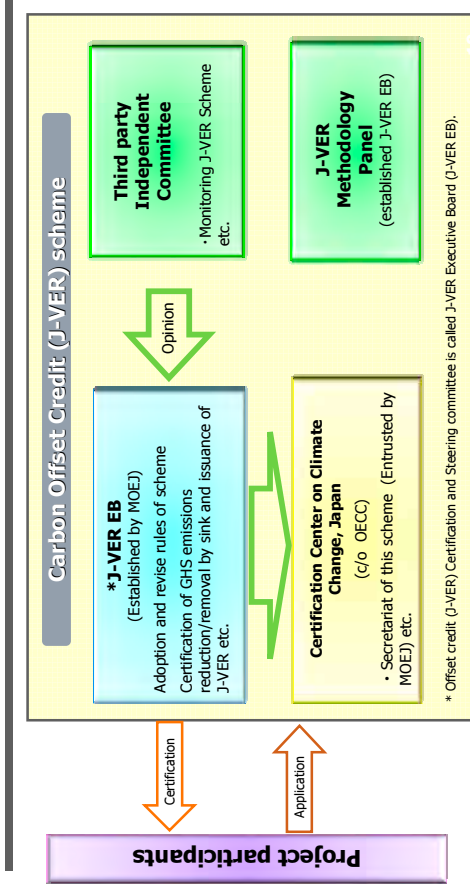 Carbon Offset Credit (J-VER) scheme
Project participants
Certification
Application
*J-VER EB
(Established by MOEJ)
Adoption and revise rules of scheme
Certification of GHS emissions
reduction/removal by sink and issuance of
J-VER etc.
Opinion
Third party
Independent
Committee
・Monitoring J-VER Scheme
etc.
Certification Center on Climate
Change, Japan
(c/o OECC)
・Secretariat of this scheme (Entrusted by
MOEJ) etc.
J-VER
Methodology
Panel
(established J-VER EB)
* Offset credit (J-VER) Certification and Steering committee is called J-VER Executive Board (J-VER EB).